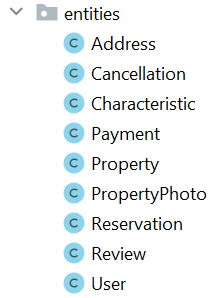 entities
C Address
C Cancellation
C Characteristic
C Payment
C Property
C PropertyPhoto
C Reservation
C Review
C User